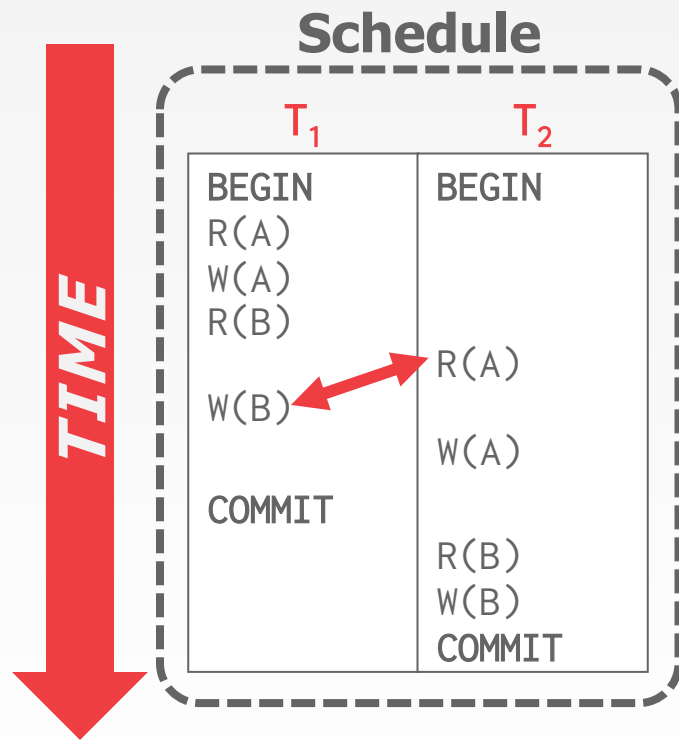 Schedule
TIME
T₁ T₂
BEGIN BEGIN
R(A)
W(A)
R(B)
R(A)
W(B)
W(A)
COMMIT
R(B)
W(B)
COMMIT